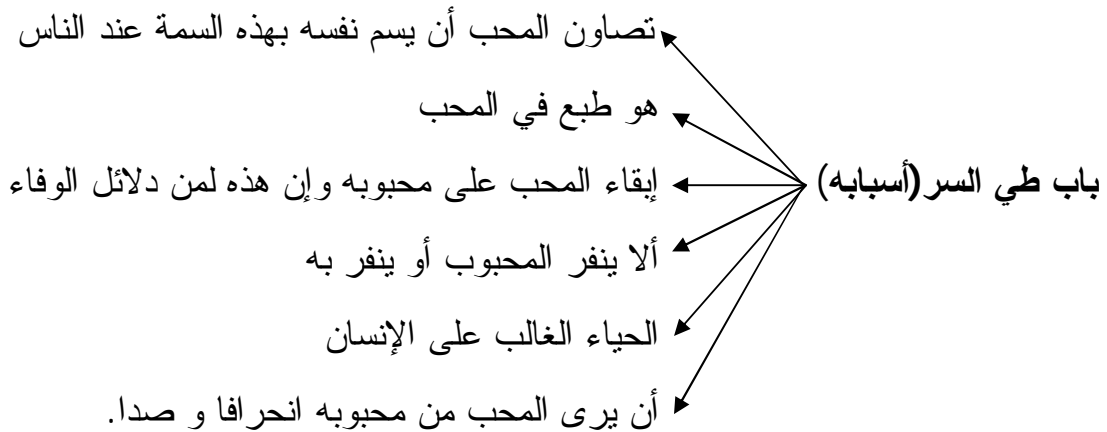 تصاون المحب أن يسم نفسه بهذه السمة عند الناس
هو طبع في المحب
باب طي السر(أسبابه) إبقاء المحب على محبوبه وإن هذه لمن دلائل الوفاء
ألا ينفر المحبوب أو ينفر به
الحياء الغالب على الإنسان
أن يرى المحب من محبوبه انحرافا و صدا.